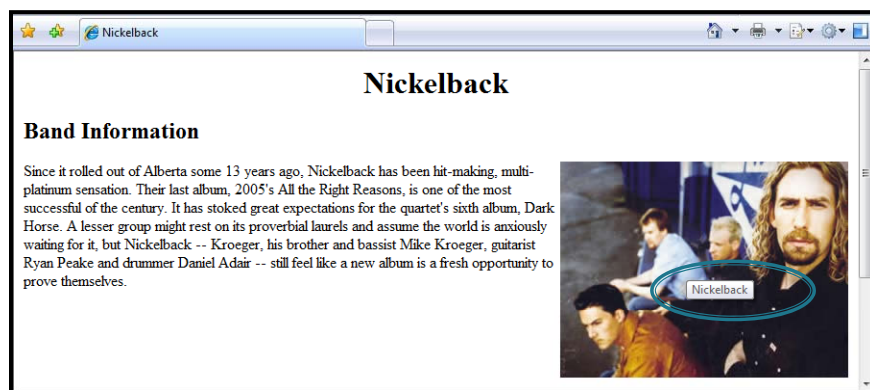 Nickelback
Nickelback
Band Information
Since it rolled out of Alberta some 13 years ago, Nickelback has been hit-making, multi-
platinum sensation. Their last album, 2005's All the Right Reasons, is one of the most
successful of the century. It has stoked great expectations for the quartet's sixth album, Dark
Horse. A lesser group might rest on its proverbial laurels and assume the world is anxiously
waiting for it, but Nickelback -- Kroeger, his brother and bassist Mike Kroeger, guitarist
Ryan Peake and drummer Daniel Adair -- still feel like a new album is a fresh opportunity to
prove themselves.
Nickelback